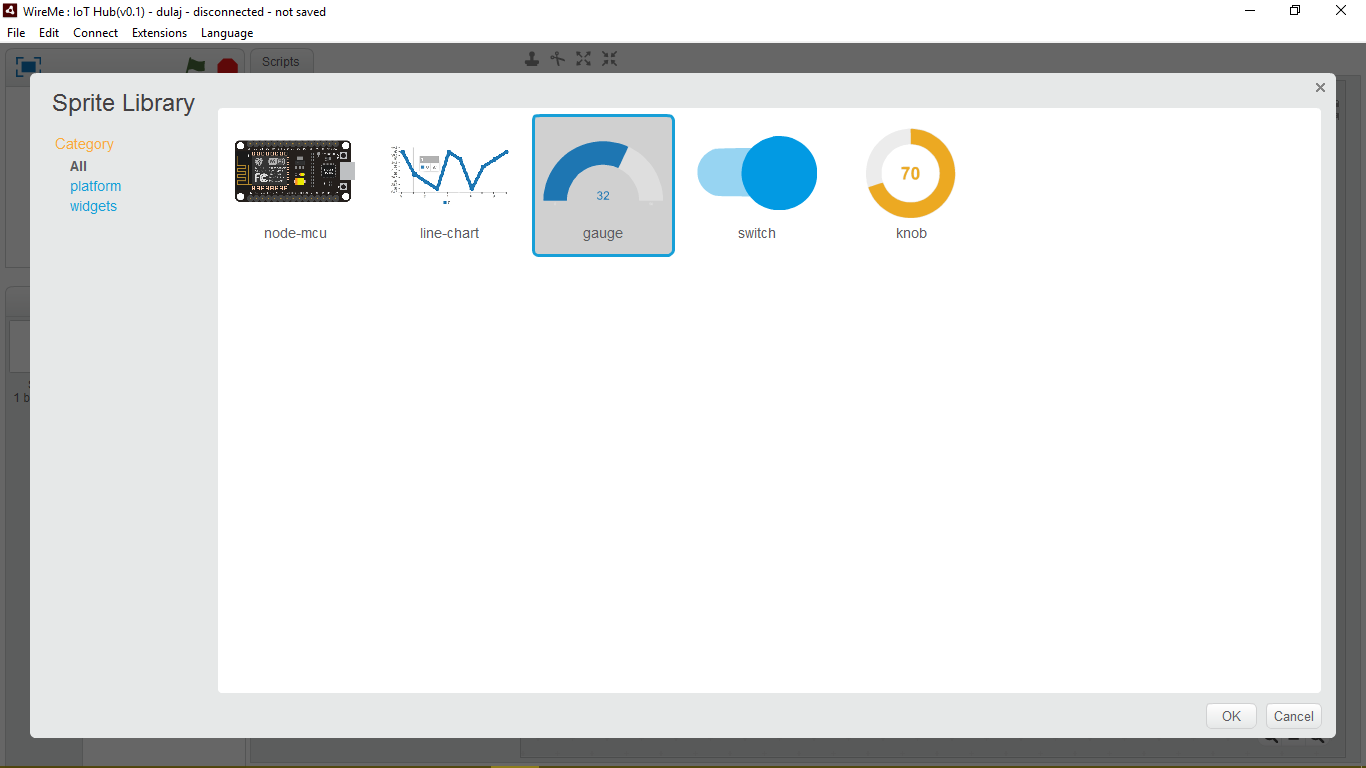 WireMe : IoT Hub(v0.1) - dulaj - disconnected - not saved
File Edit Connect Extensions Language
Scripts
Sprite Library
Category
All
platform
widgets
32
70
node-mcu line-chart gauge switch knob
1 b
OK Cancel